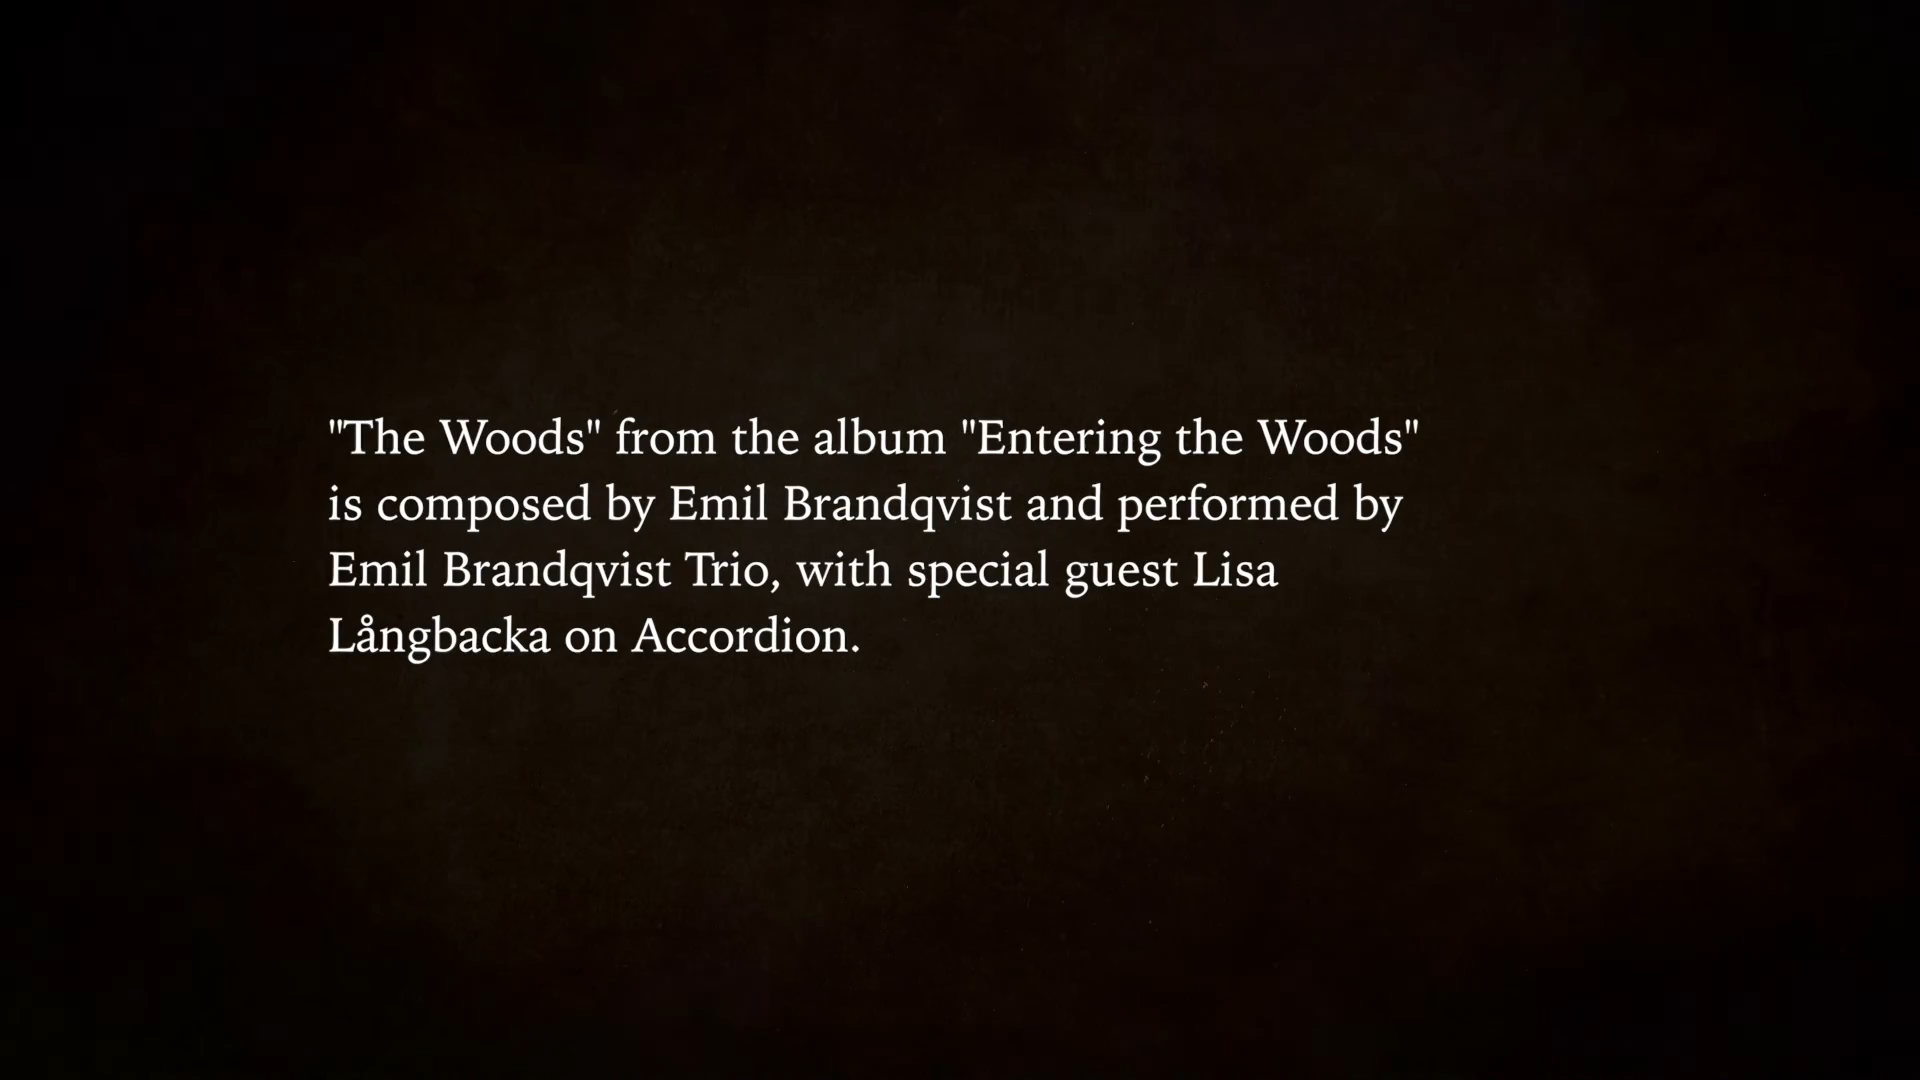 "The Woods" from the album "Entering the Woods"
is composed by Emil Brandqvist and performed by
Emil Brandqvist Trio, with special guest Lisa
Långbacka on Accordion.